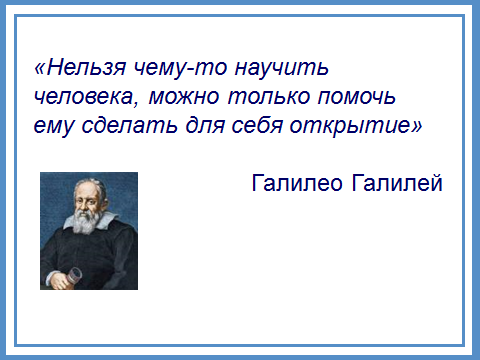 «Нельзя чему-то научить
человека, можно только помочь
ему сделать для себя открытие»
Галилео Галилей